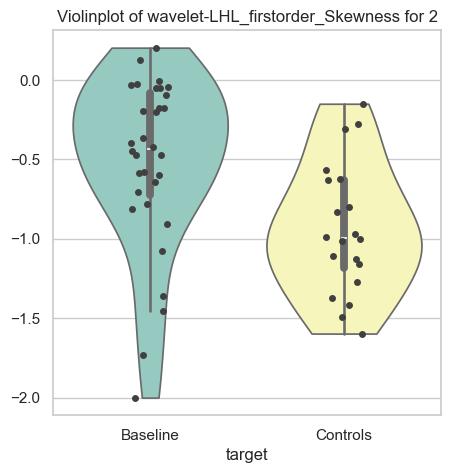 Violinplot of wavelet-LHL_firstorder_Skewness for 2
0.0
−0.5
−1.0
−1.5
−2.0
Baseline Controls
target